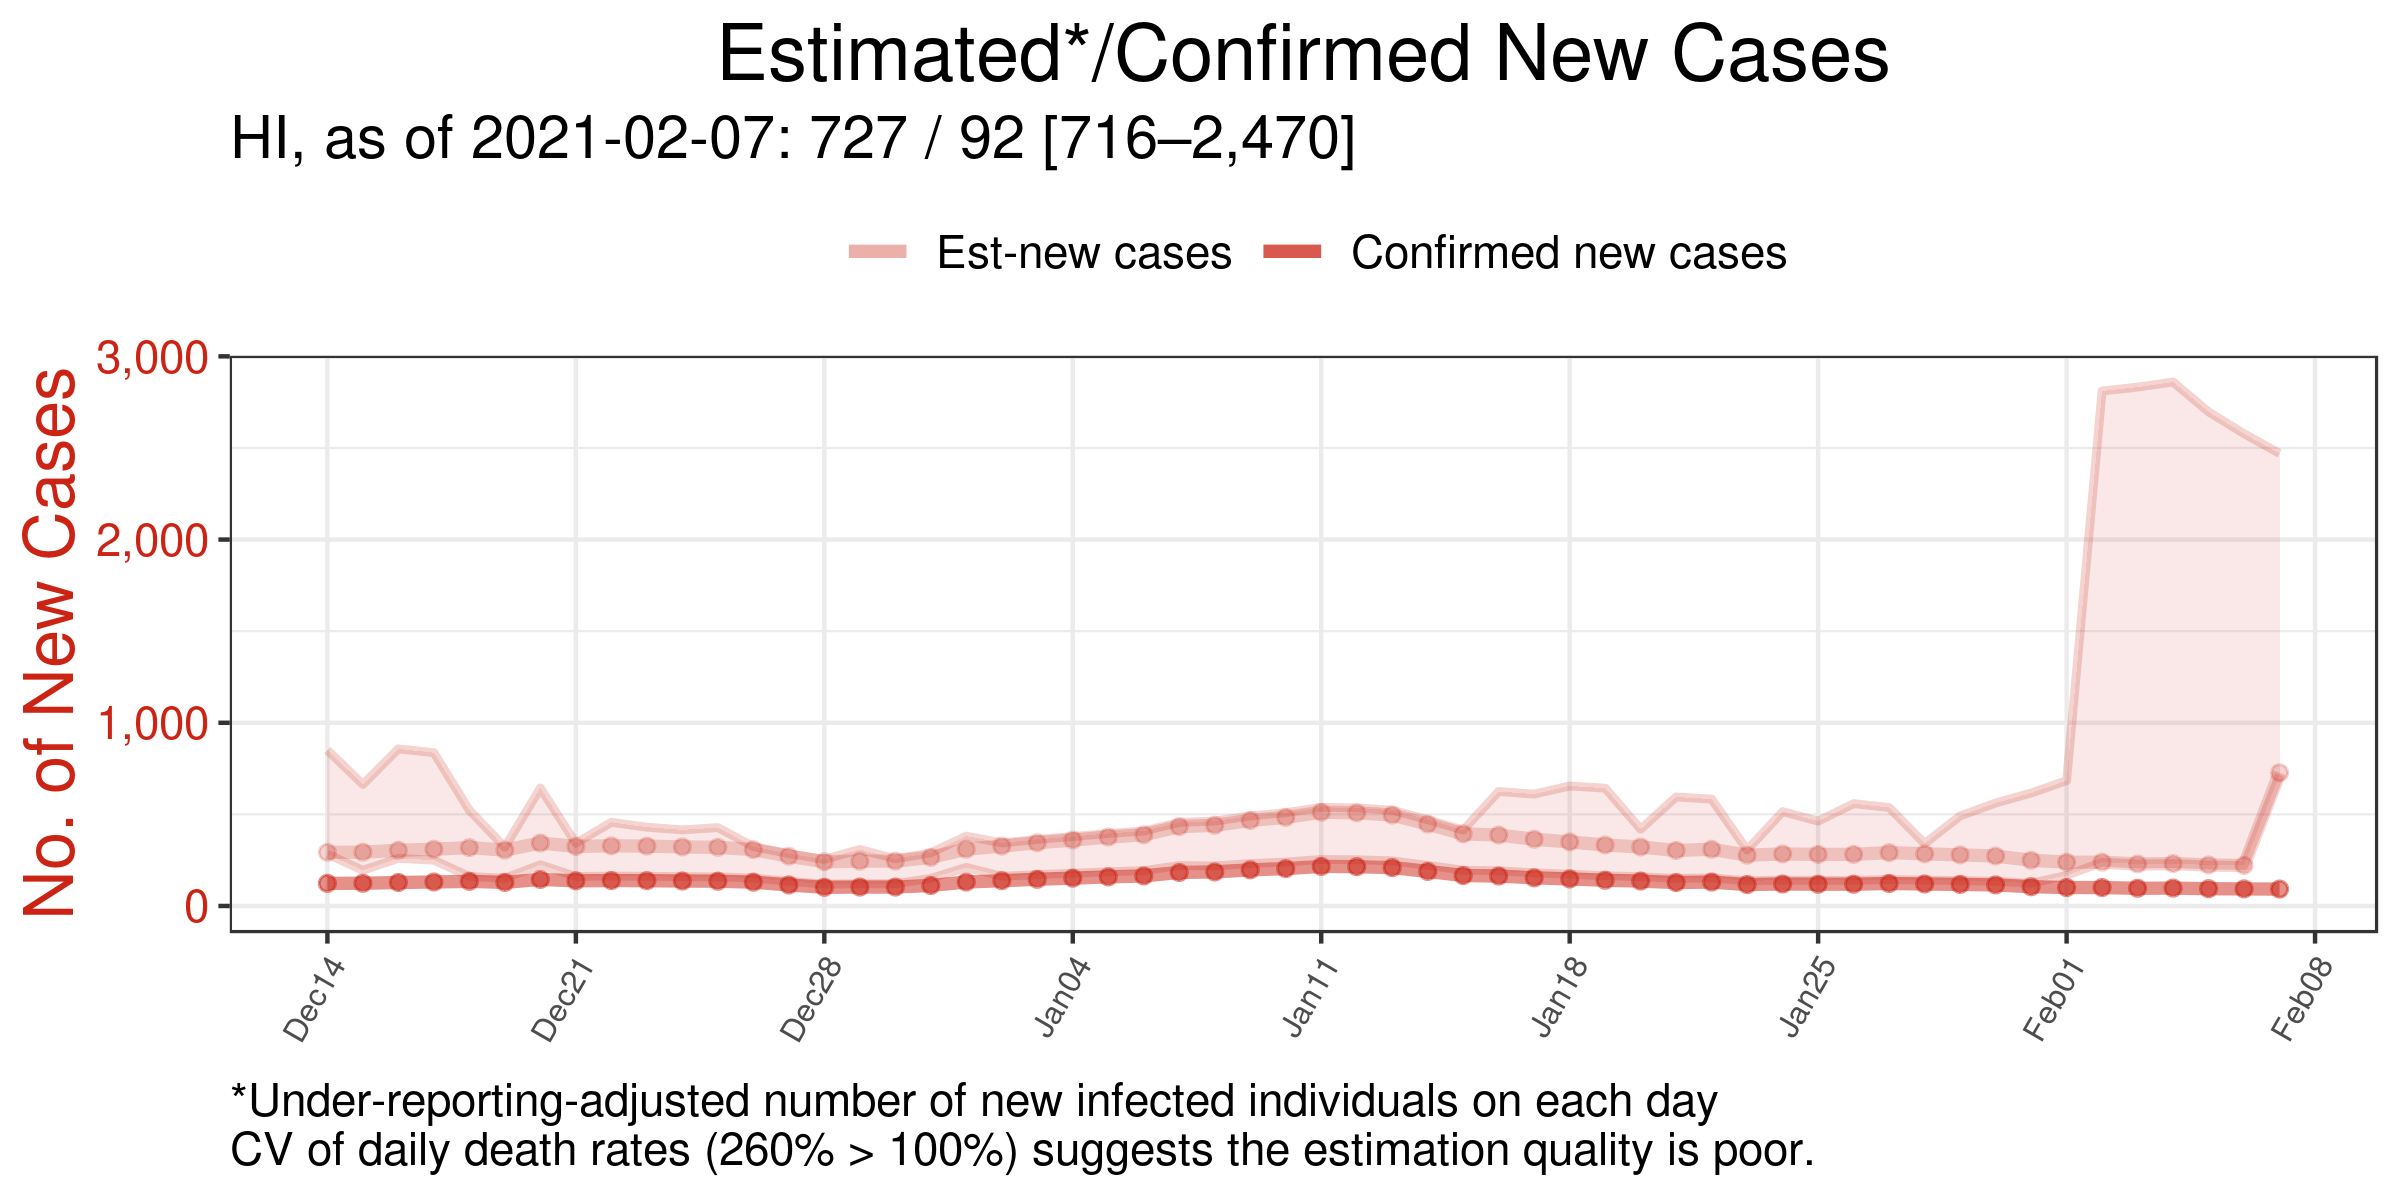 Estimated*/Confirmed New Cases
HI, as of 2021-02-07: 727 / 92 [716–2,470]
Est-new cases
Confirmed new cases
No. of New Cases
3,000
2,000
1,000
0
Dec14
Dec21
Dec28
Jan04
Jan11
Jan18
Jan25
Feb01
Feb08
*Under-reporting-adjusted number of new infected individuals on each day
CV of daily death rates (260% > 100%) suggests the estimation quality is poor.